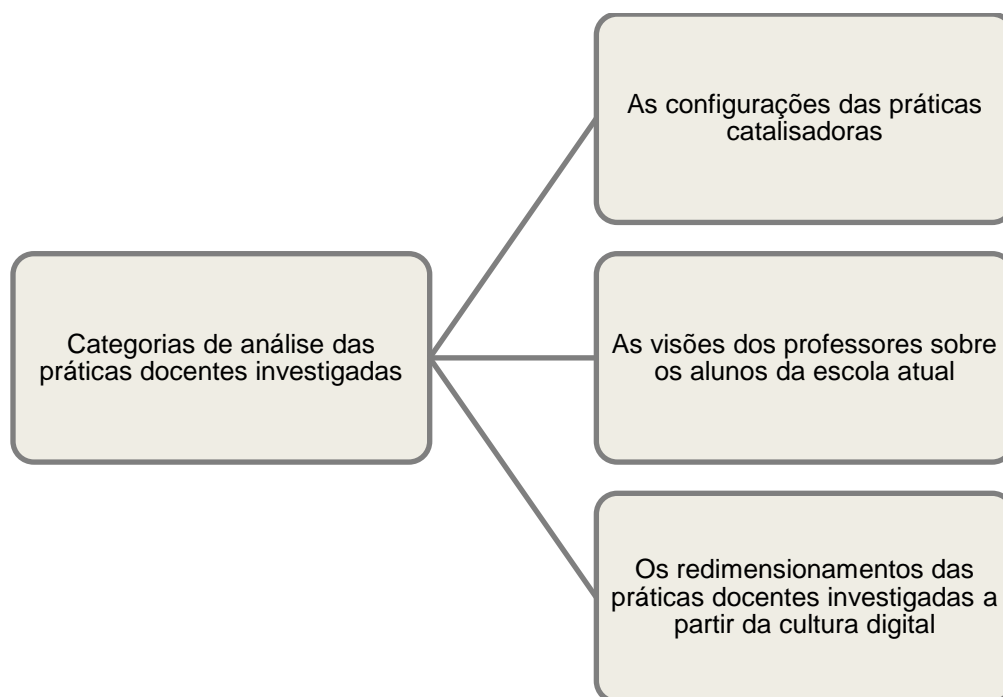 As configurações das práticas
catalisadoras
Categorias de análise das
práticas docentes investigadas
As visões dos professores sobre
os alunos da escola atual
Os redimensionamentos das
práticas docentes investigadas a
partir da cultura digital